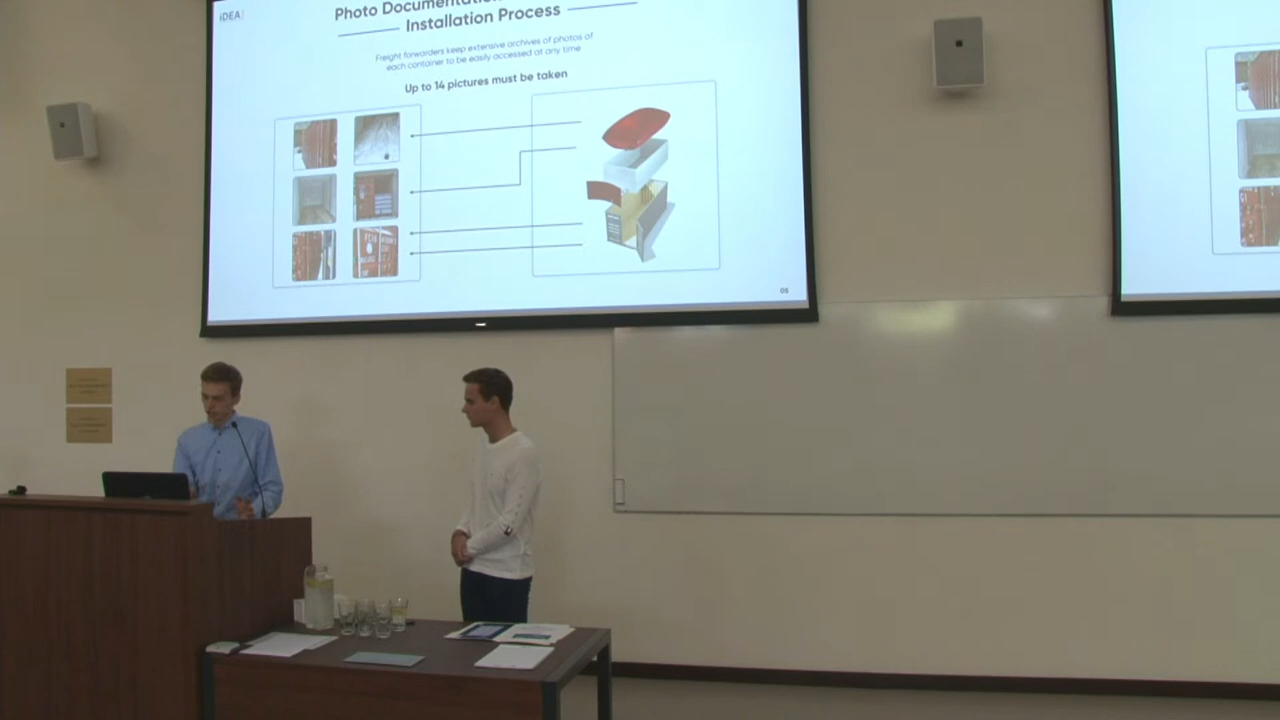 iDEA!
Photo Documentation
Installation Process
Freight forwarders keep extensive archives of photos of
each container to be easily accessed at any time
Up to 14 pictures must be taken
05